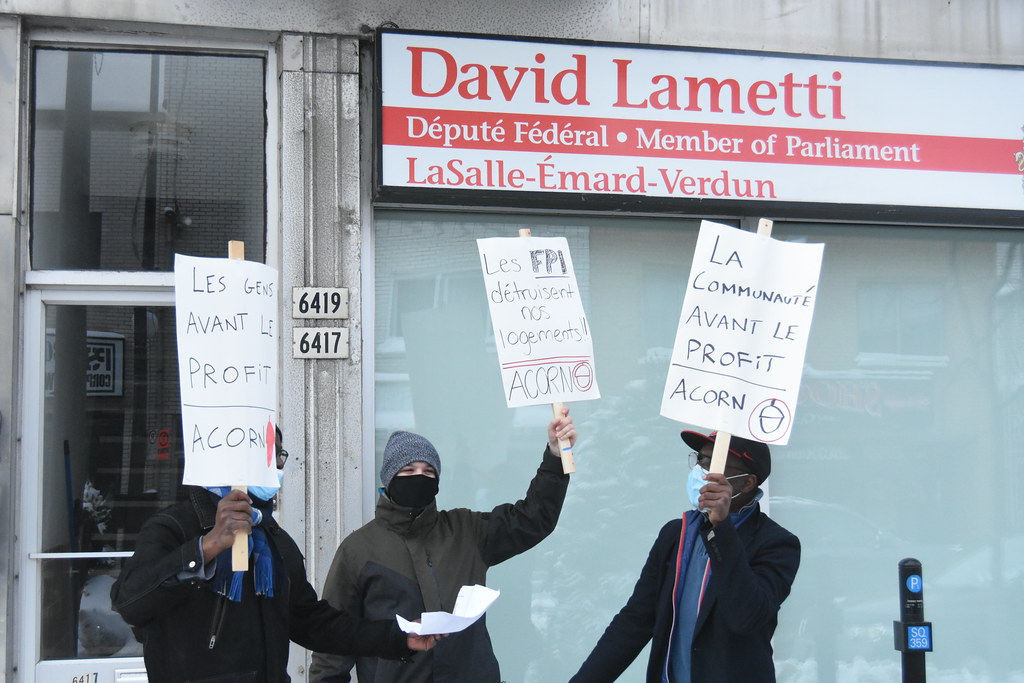 David Lametti
Député Fédéral • Member of Parliament
LaSalle-Émard-Verdun
6419
6417
LES GENS
AVANT LE
PROFIT
ACORN
Les FPI
détruisent
nos
logements!!
ACORN
LA
COMMUNAUTÉ
AVANT LE
PROFIT
ACORN
P
SQ
359
6417